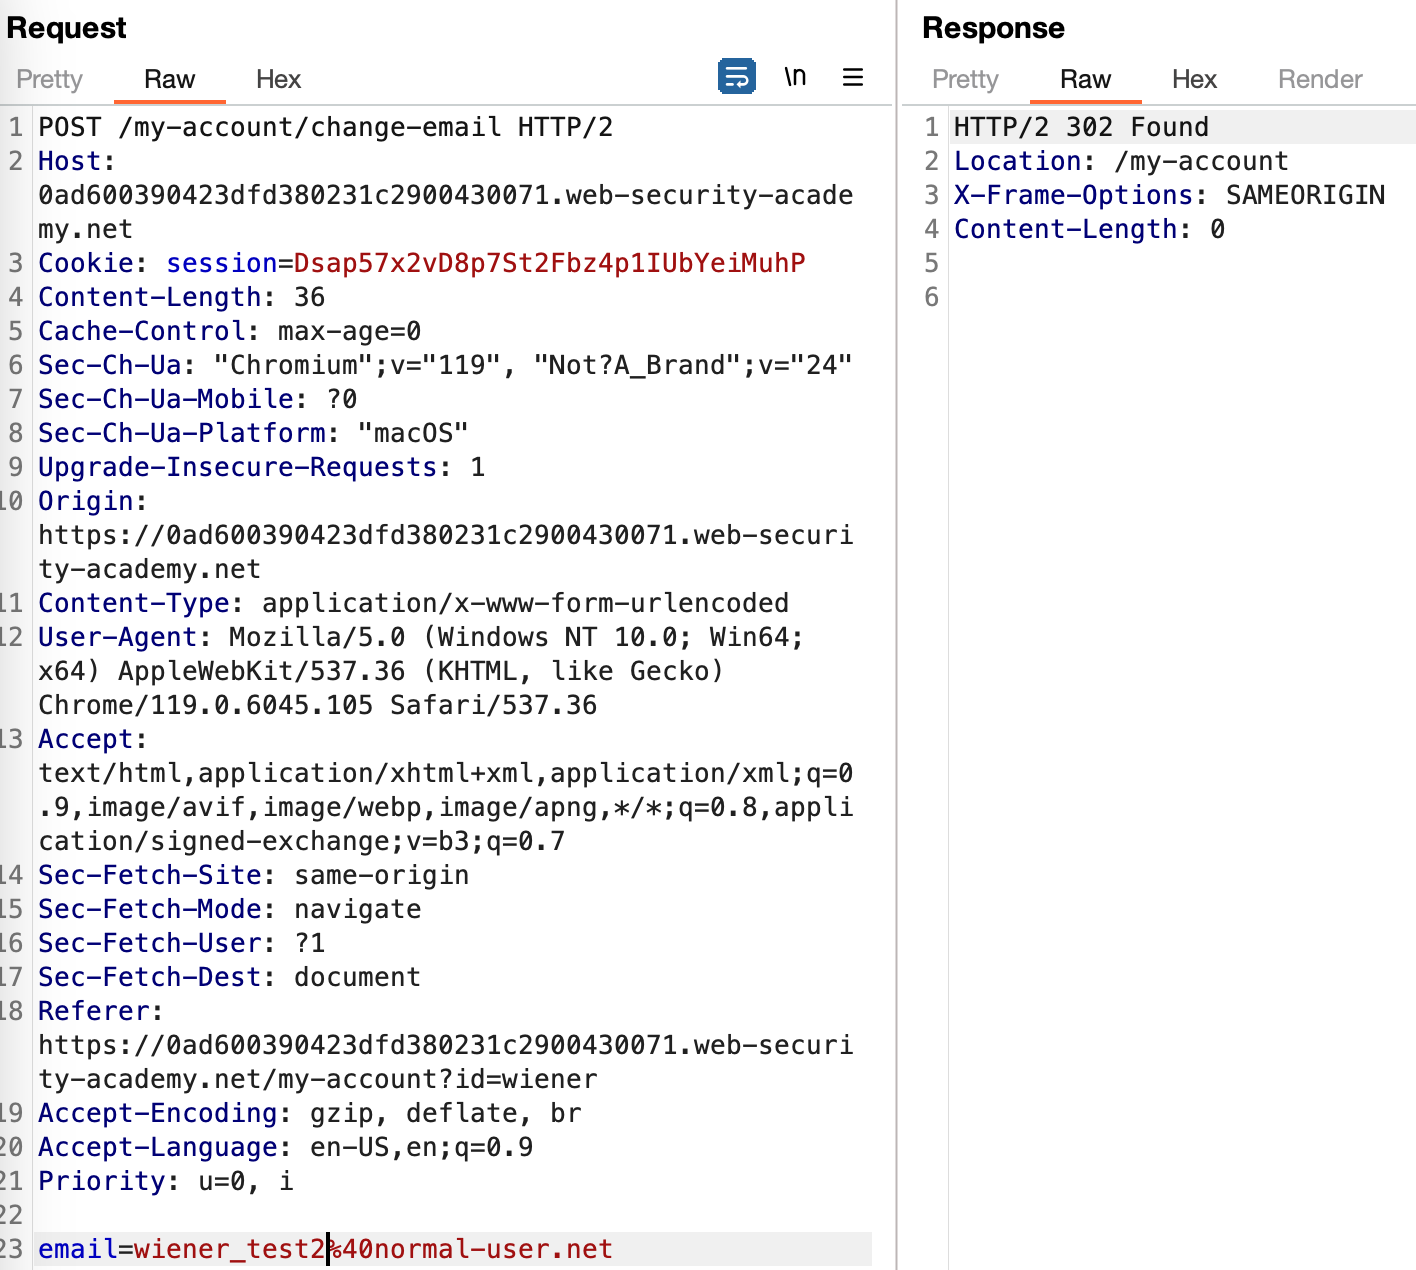 Request
Pretty Raw Hex
\n
1 POST /my-account/change-email HTTP/2
2 Host:
0ad600390423dfd380231c2900430071.web-security-acade
my.net
3 Cookie: session=Dsap57x2vD8p7St2Fbz4p1IUbYeiMuhP
4 Content-Length: 36
5 Cache-Control: max-age=0
6 Sec-Ch-Ua: "Chromium";v="119", "Not?A_Brand";v="24"
7 Sec-Ch-Ua-Mobile: ?0
8 Sec-Ch-Ua-Platform: "macOS"
9 Upgrade-Insecure-Requests: 1
10 Origin:
https://0ad600390423dfd380231c2900430071.web-securi
ty-academy.net
11 Content-Type: application/x-www-form-urlencoded
12 User-Agent: Mozilla/5.0 (Windows NT 10.0; Win64;
x64) AppleWebKit/537.36 (KHTML, like Gecko)
Chrome/119.0.6045.105 Safari/537.36
13 Accept:
text/html,application/xhtml+xml,application/xml;q=0
.9,image/avif,image/webp,image/apng,*/*;q=0.8,appli
cation/signed-exchange;v=b3;q=0.7
14 Sec-Fetch-Site: same-origin
15 Sec-Fetch-Mode: navigate
16 Sec-Fetch-User: ?1
17 Sec-Fetch-Dest: document
18 Referer:
https://0ad600390423dfd380231c2900430071.web-securi
ty-academy.net/my-account?id=wiener
19 Accept-Encoding: gzip, deflate, br
20 Accept-Language: en-US,en;q=0.9
21 Priority: u=0, i
22
23 email=wiener_test2%40normal-user.net
Response
Pretty Raw Hex Render
1 HTTP/2 302 Found
2 Location: /my-account
3 X-Frame-Options: SAMEORIGIN
4 Content-Length: 0
5
6